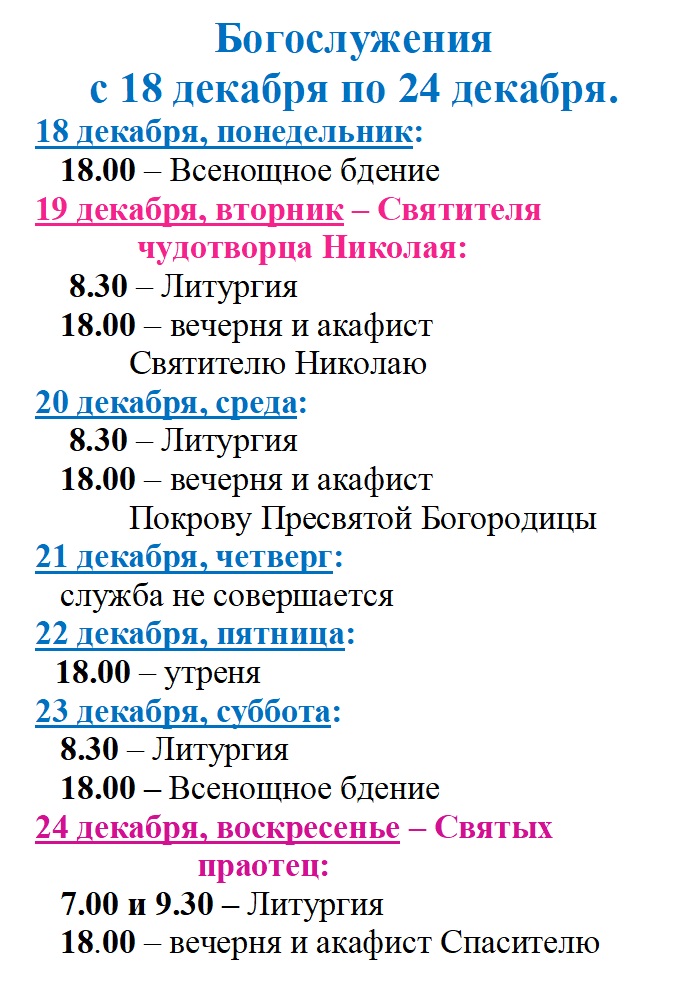 Богослужения
с 18 декабря по 24 декабря.
18 декабря, понедельник:
18.00 – Всенощное бдение
19 декабря, вторник – Святителя
чудотворца Николая:
8.30 – Литургия
18.00 – вечерня и акафист
Святителю Николаю
20 декабря, среда:
8.30 – Литургия
18.00 – вечерня и акафист
Покрову Пресвятой Богородицы
21 декабря, четверг:
служба не совершается
22 декабря, пятница:
18.00 – утреня
23 декабря, суббота:
8.30 – Литургия
18.00 – Всенощное бдение
24 декабря, воскресенье – Святых
праотец:
7.00 и 9.30 – Литургия
18.00 – вечерня и акафист Спасителю